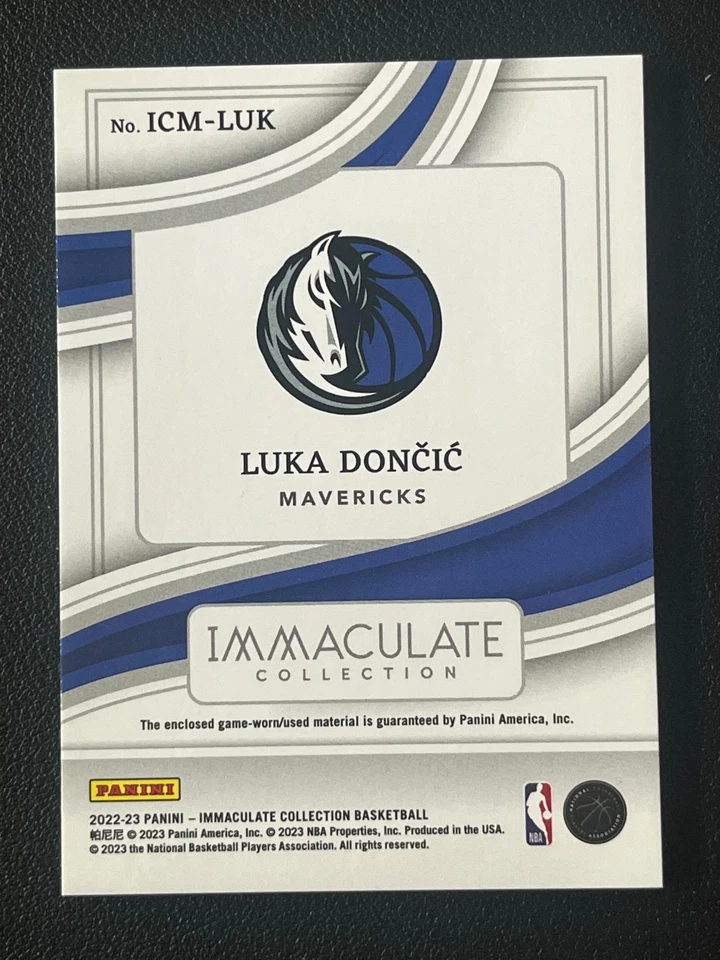 No. ICM-LUK
LUKA DONČIĆ
MAVERICKS
IMMACULATE
COLLECTION
The enclosed game-worn/used material is guaranteed by Panini America, Inc.
PANINI
2022-23 PANINI – IMMACULATE COLLECTION BASKETBALL
帕尼尼 © 2023 Panini America, Inc. © 2023 NBA Properties, Inc. Produced in the USA.
© 2023 the National Basketball Players Association. All rights reserved.
NBA